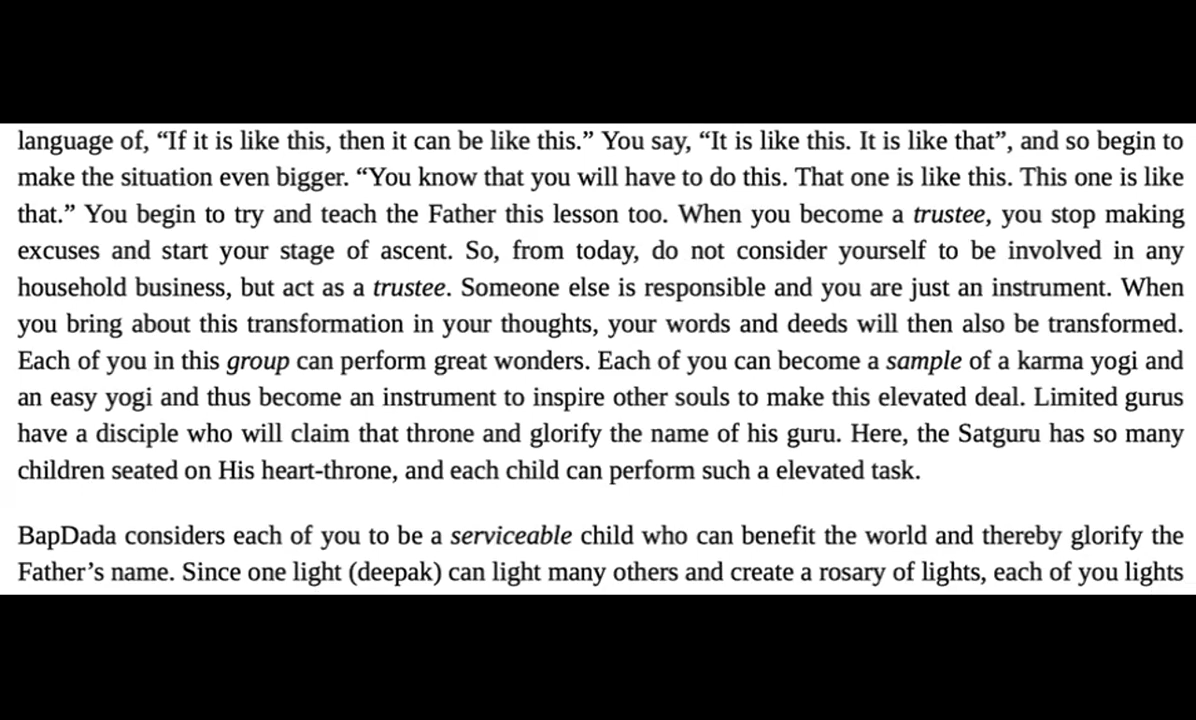 language of, “If it is like this, then it can be like this.” You say, “It is like this. It is like that”, and so begin to
make the situation even bigger. “You know that you will have to do this. That one is like this. This one is like
that.” You begin to try and teach the Father this lesson too. When you become a trustee, you stop making
excuses and start your stage of ascent. So, from today, do not consider yourself to be involved in any
household business, but act as a trustee. Someone else is responsible and you are just an instrument. When
you bring about this transformation in your thoughts, your words and deeds will then also be transformed.
Each of you in this group can perform great wonders. Each of you can become a sample of a karma yogi and
an easy yogi and thus become an instrument to inspire other souls to make this elevated deal. Limited gurus
have a disciple who will claim that throne and glorify the name of his guru. Here, the Satguru has so many
children seated on His heart-throne, and each child can perform such a elevated task.
BapDada considers each of you to be a serviceable child who can benefit the world and thereby glorify the
Father’s name. Since one light (deepak) can light many others and create a rosary of lights, each of you lights